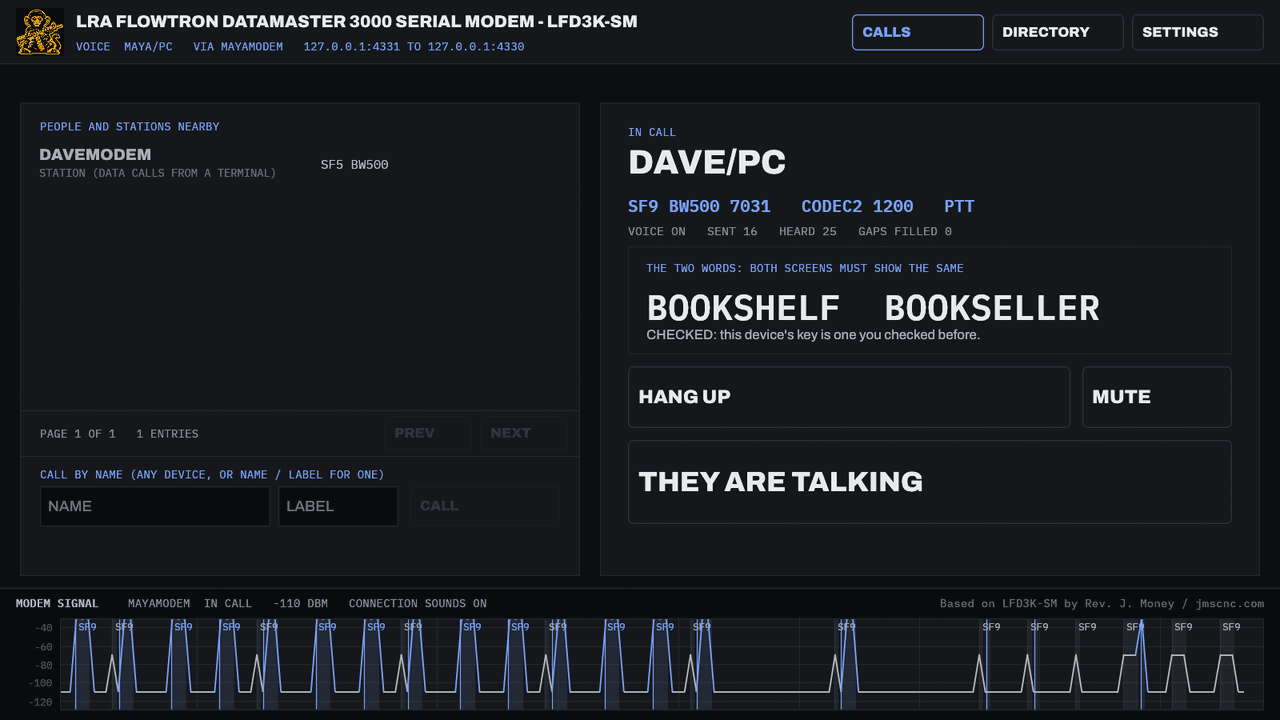 LRA FLOWTRON DATAMASTER 3000 SERIAL MODEM - LFD3K-SM
VOICE MAYA/PC VIA MAYAMODEM 127.0.0.1:4331 TO 127.0.0.1:4330
CALLS
DIRECTORY
SETTINGS
PEOPLE AND STATIONS NEARBY
DAVEMODEM
STATION (DATA CALLS FROM A TERMINAL)
SF5 BW500
PAGE 1 OF 1 1 ENTRIES
PREV
NEXT
CALL BY NAME (ANY DEVICE, OR NAME / LABEL FOR ONE)
NAME
LABEL
CALL
IN CALL
DAVE/PC
SF9 BW500 7031 CODEC2 1200 PTT
VOICE ON SENT 16 HEARD 25 GAPS FILLED 0
THE TWO WORDS: BOTH SCREENS MUST SHOW THE SAME
BOOKSHELF BOOKSELLER
CHECKED: this device's key is one you checked before.
HANG UP
MUTE
THEY ARE TALKING
MODEM SIGNAL MAYAMODEM IN CALL -110 DBM CONNECTION SOUNDS ON
Based on LFD3K-SM by Rev. J. Money / jmscnc.com
SF9 SF9 SF9 SF9 SF9 SF9 SF9 SF9 SF9 SF9 SF9 SF9 SF9 SF9 SF9 SF9 SF9 SF9 SF9 SF9 SF9
-40
-60
-80
-100
-120